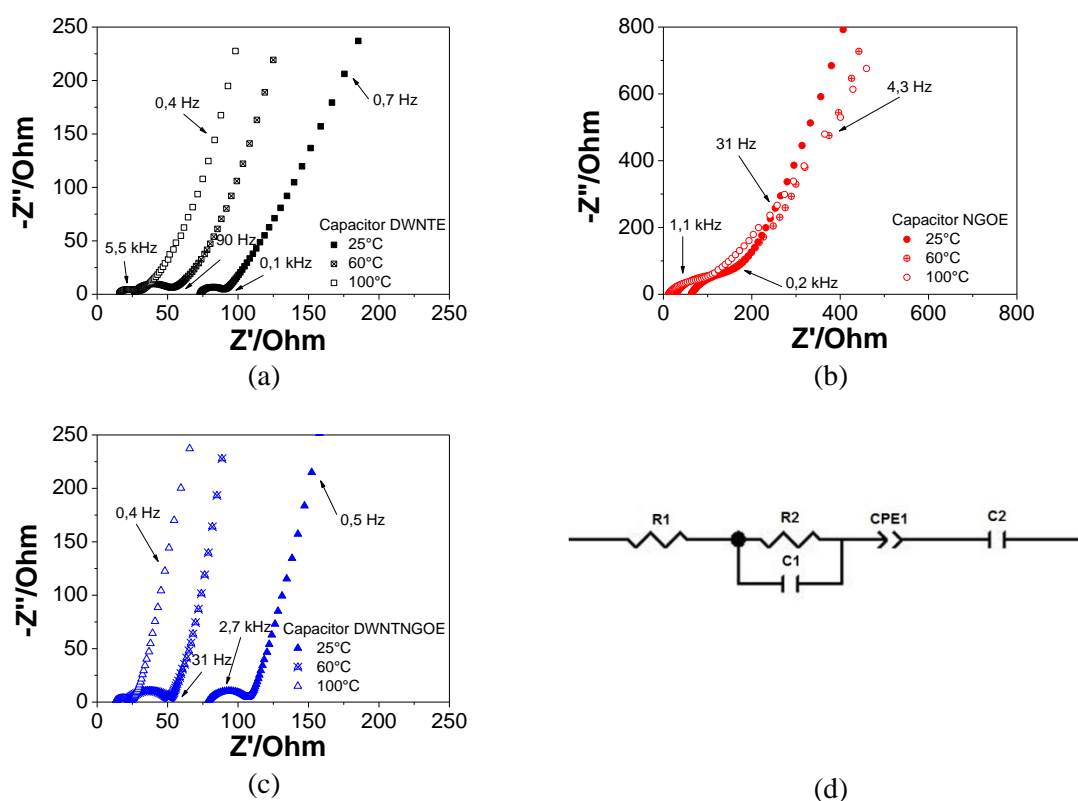 250
200
150
100
50
0
-Z''/Ohm
0,4 Hz
0,7 Hz
5,5 kHz
90 Hz
0,1 kHz
Capacitor DWNTE
25°C
60°C
100°C
0 50 100 150 200 250
Z'/Ohm
(a)
800
600
400
200
0
-Z''/Ohm
4,3 Hz
31 Hz
1,1 kHz
0,2 kHz
Capacitor NGOE
25°C
60°C
100°C
0 200 400 600 800
Z'/Ohm
(b)
250
200
150
100
50
0
-Z''/Ohm
0,4 Hz
0,5 Hz
2,7 kHz
31 Hz
Capacitor DWNTNGOE
25°C
60°C
100°C
0 50 100 150 200 250
Z'/Ohm
(c)
R1
R2
C1
CPE1
C2
(d)